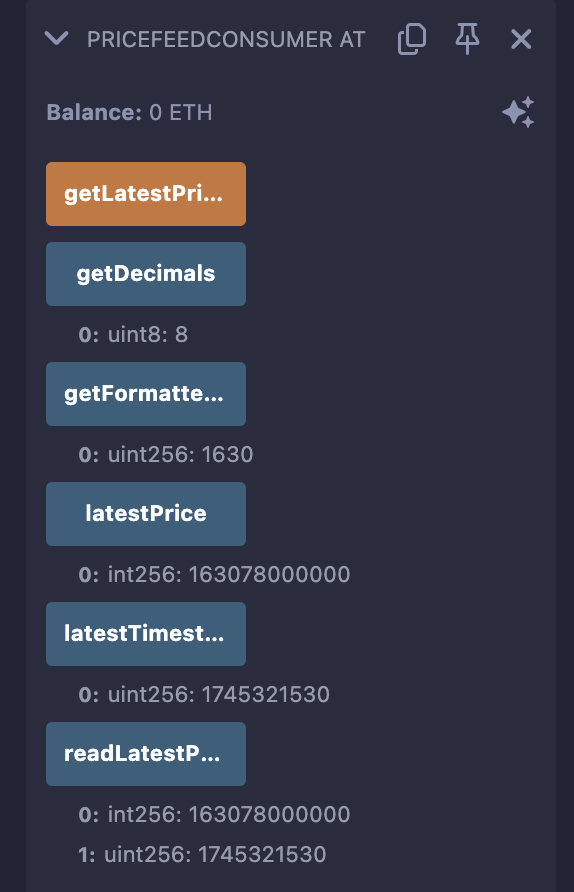 PRICEFEEDCONSUMER AT
Balance: 0 ETH
getLatestPri...
getDecimals
0: uint8: 8
getFormatte...
0: uint256: 1630
latestPrice
0: int256: 163078000000
latestTimest...
0: uint256: 1745321530
readLatestP...
0: int256: 163078000000
1: uint256: 1745321530